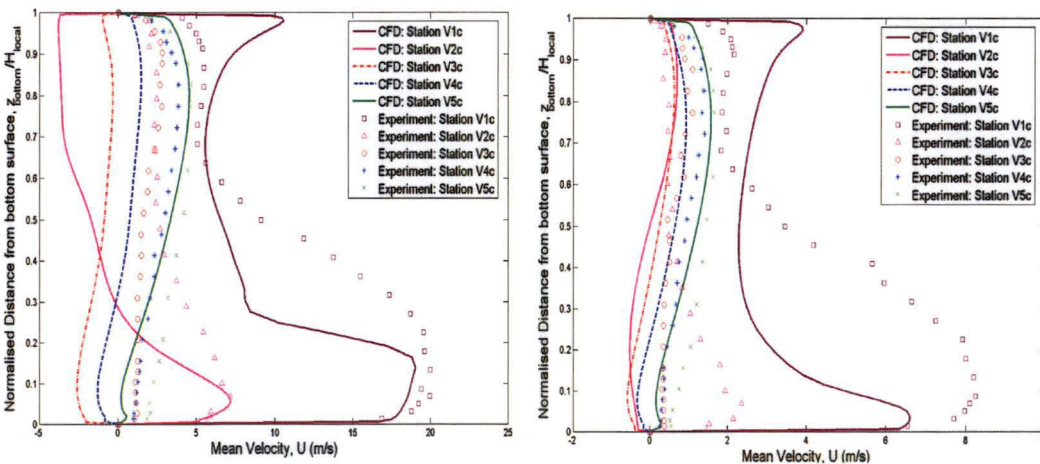 Normalised Distance from bottom surface, z_bottom/H_local
1
0.9
0.8
0.7
0.6
0.5
0.4
0.3
0.2
0.1
0
-5
0
5
10
15
20
25
Mean Velocity, U (m/s)
CFD: Station V1c
CFD: Station V2c
CFD: Station V3c
CFD: Station V4c
CFD: Station V5c
Experiment: Station V1c
Experiment: Station V2c
Experiment: Station V3c
Experiment: Station V4c
Experiment: Station V5c
Normalised Distance from bottom surface, z_bottom/H_local
1
0.9
0.8
0.7
0.6
0.5
0.4
0.3
0.2
0.1
0
-2
0
2
4
6
8
10
Mean Velocity, U (m/s)
CFD: Station V1c
CFD: Station V2c
CFD: Station V3c
CFD: Station V4c
CFD: Station V5c
Experiment: Station V1c
Experiment: Station V2c
Experiment: Station V3c
Experiment: Station V4c
Experiment: Station V5c